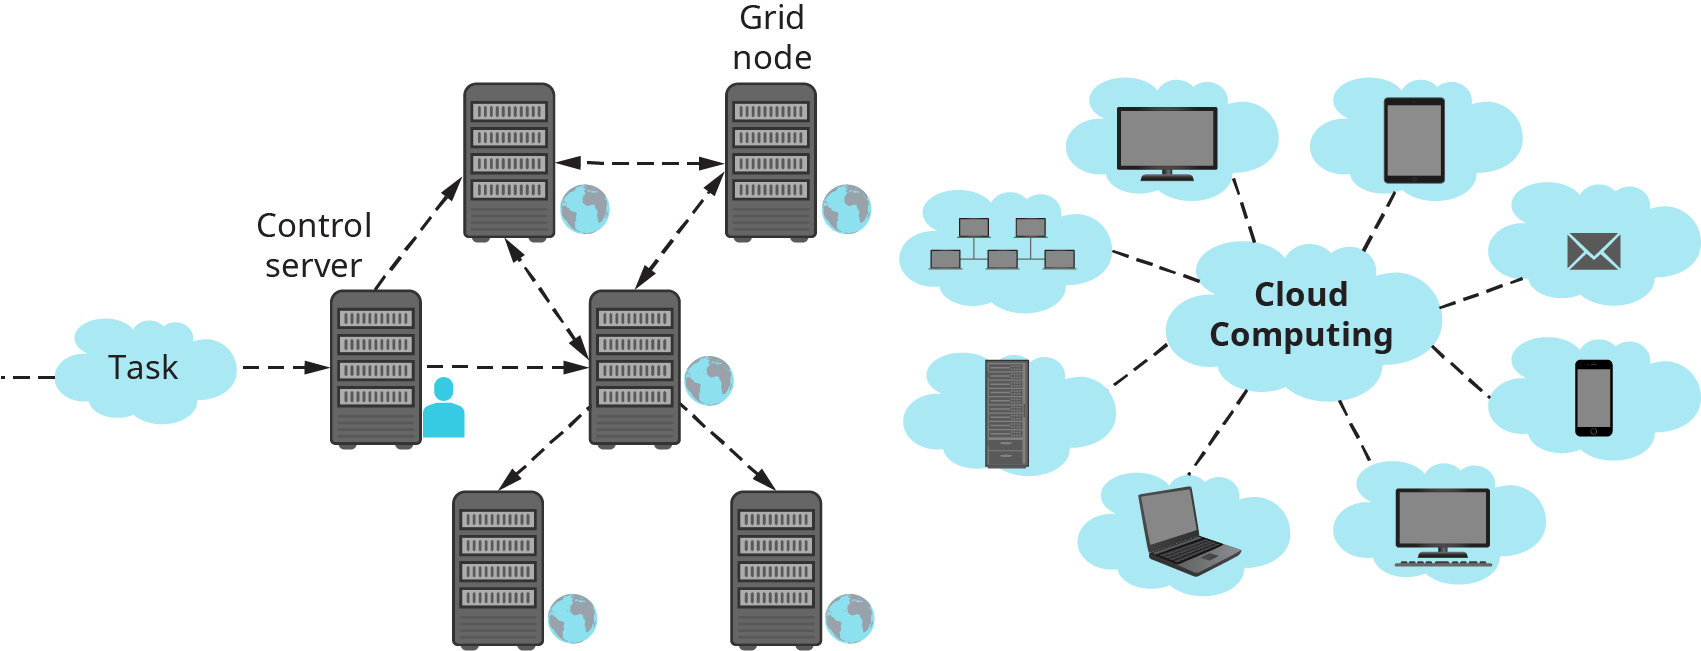 Grid
node
Control
server
Task
Cloud
Computing